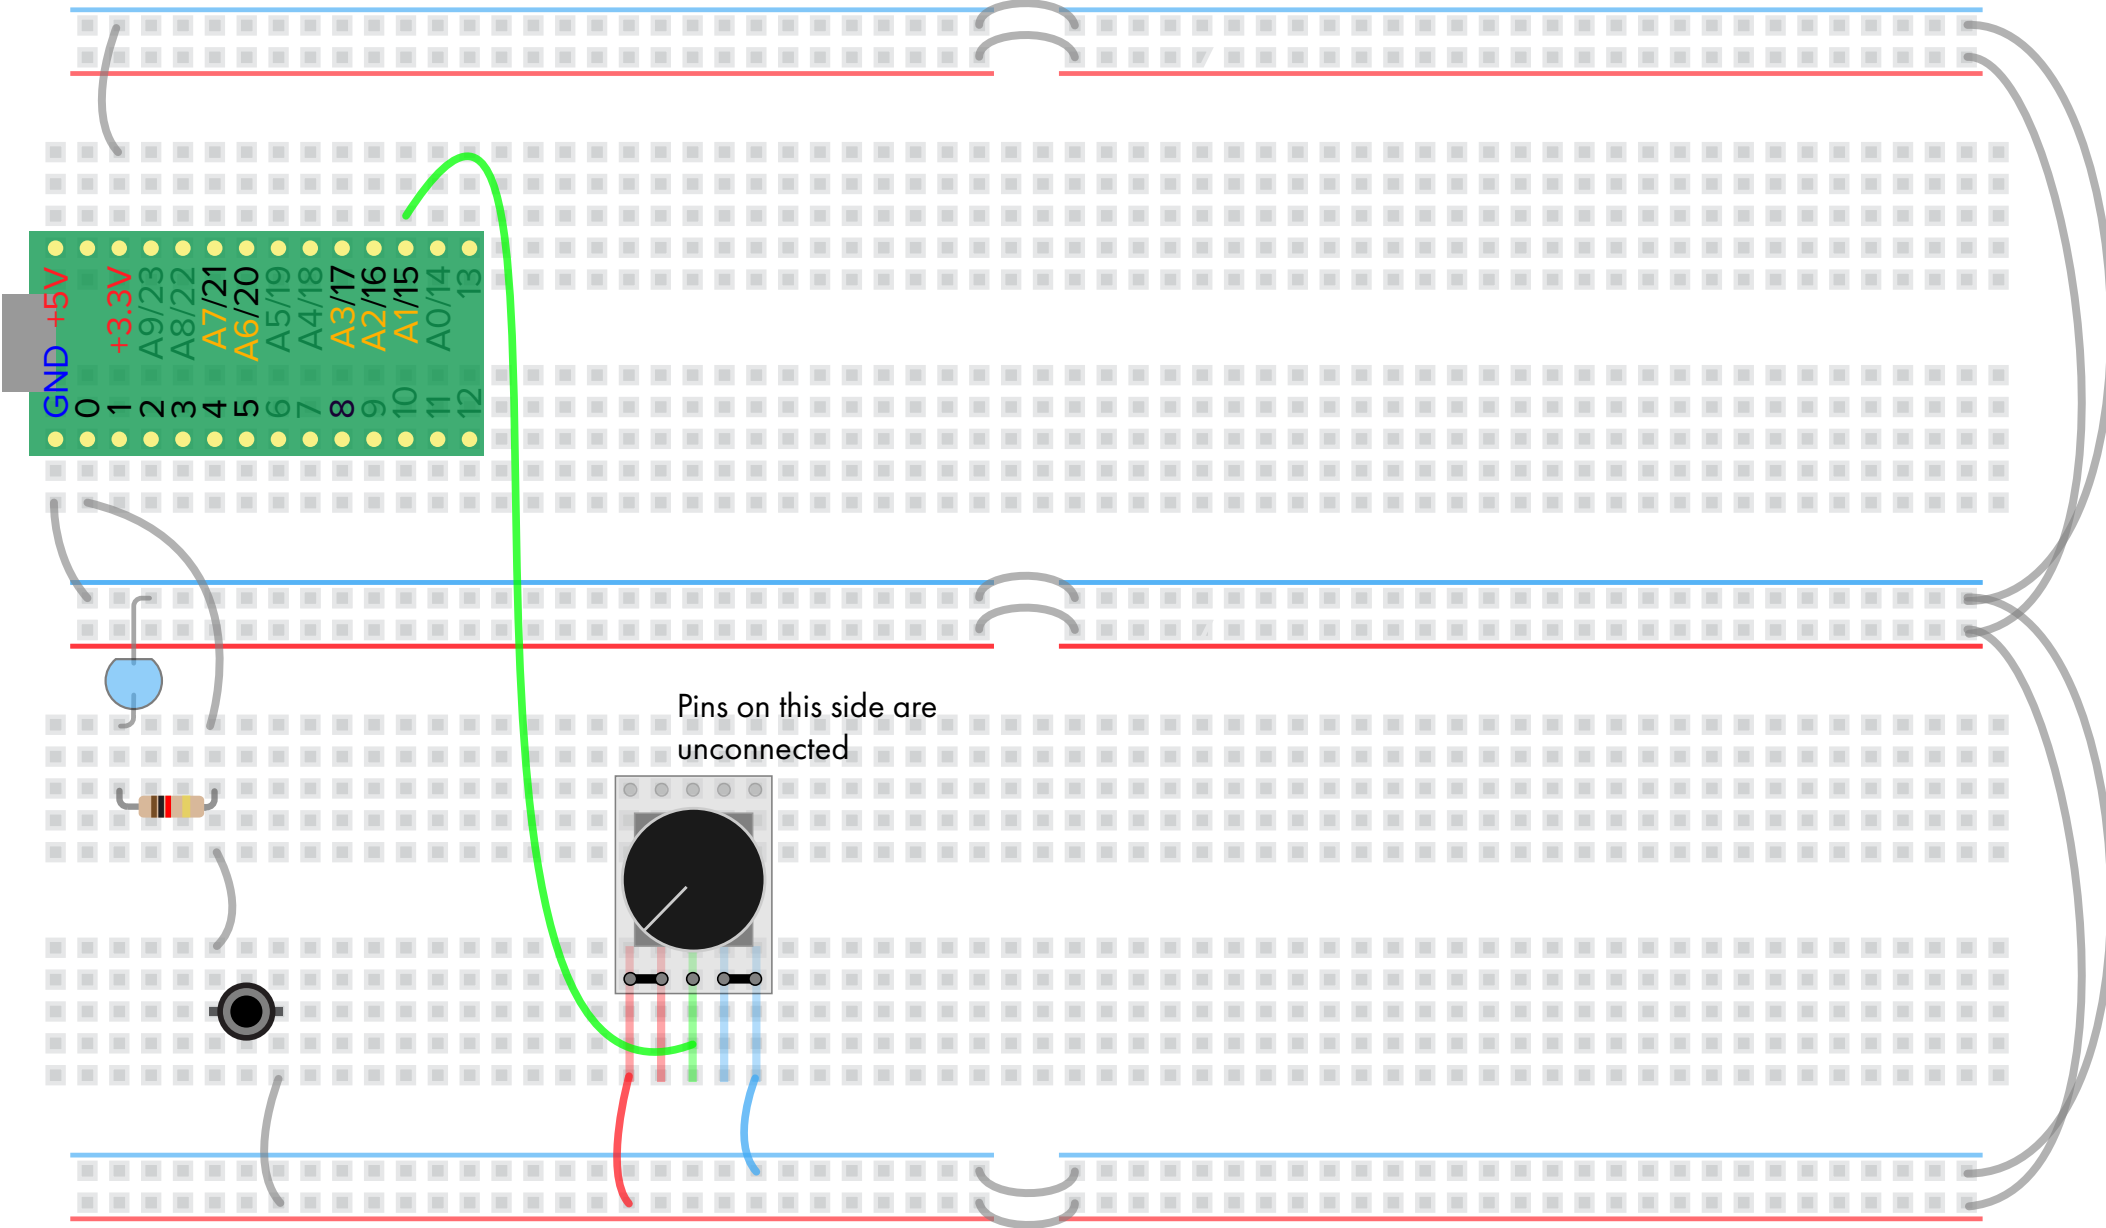 +5V
+3.3V
A9/23
A8/22
A7/21
A6/20
A5/19
A4/18
A3/17
A2/16
A1/15
A0/14
13
GND
0
1
2
3
4
5
6
7
8
9
10
11
12
Pins on this side are
unconnected